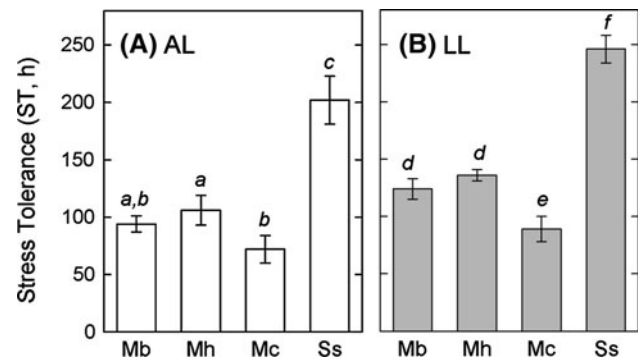 (A) AL
(B) LL
Stress Tolerance (ST, h)
250
200
150
100
50
0
a,b
a
b
c
d
d
e
f
Mb Mh Mc Ss
Mb Mh Mc Ss